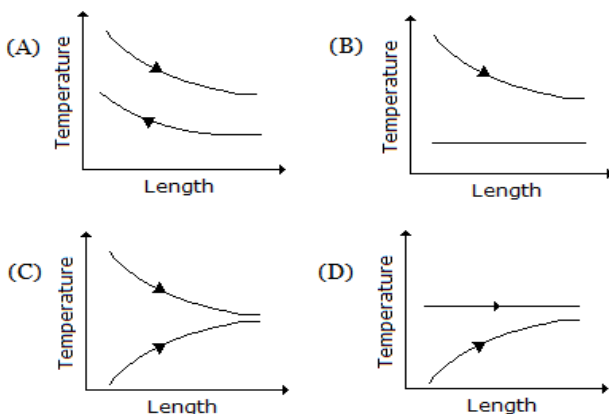 (A)
Temperature
Length
(B)
Temperature
Length
(C)
Temperature
Length
(D)
Temperature
Length